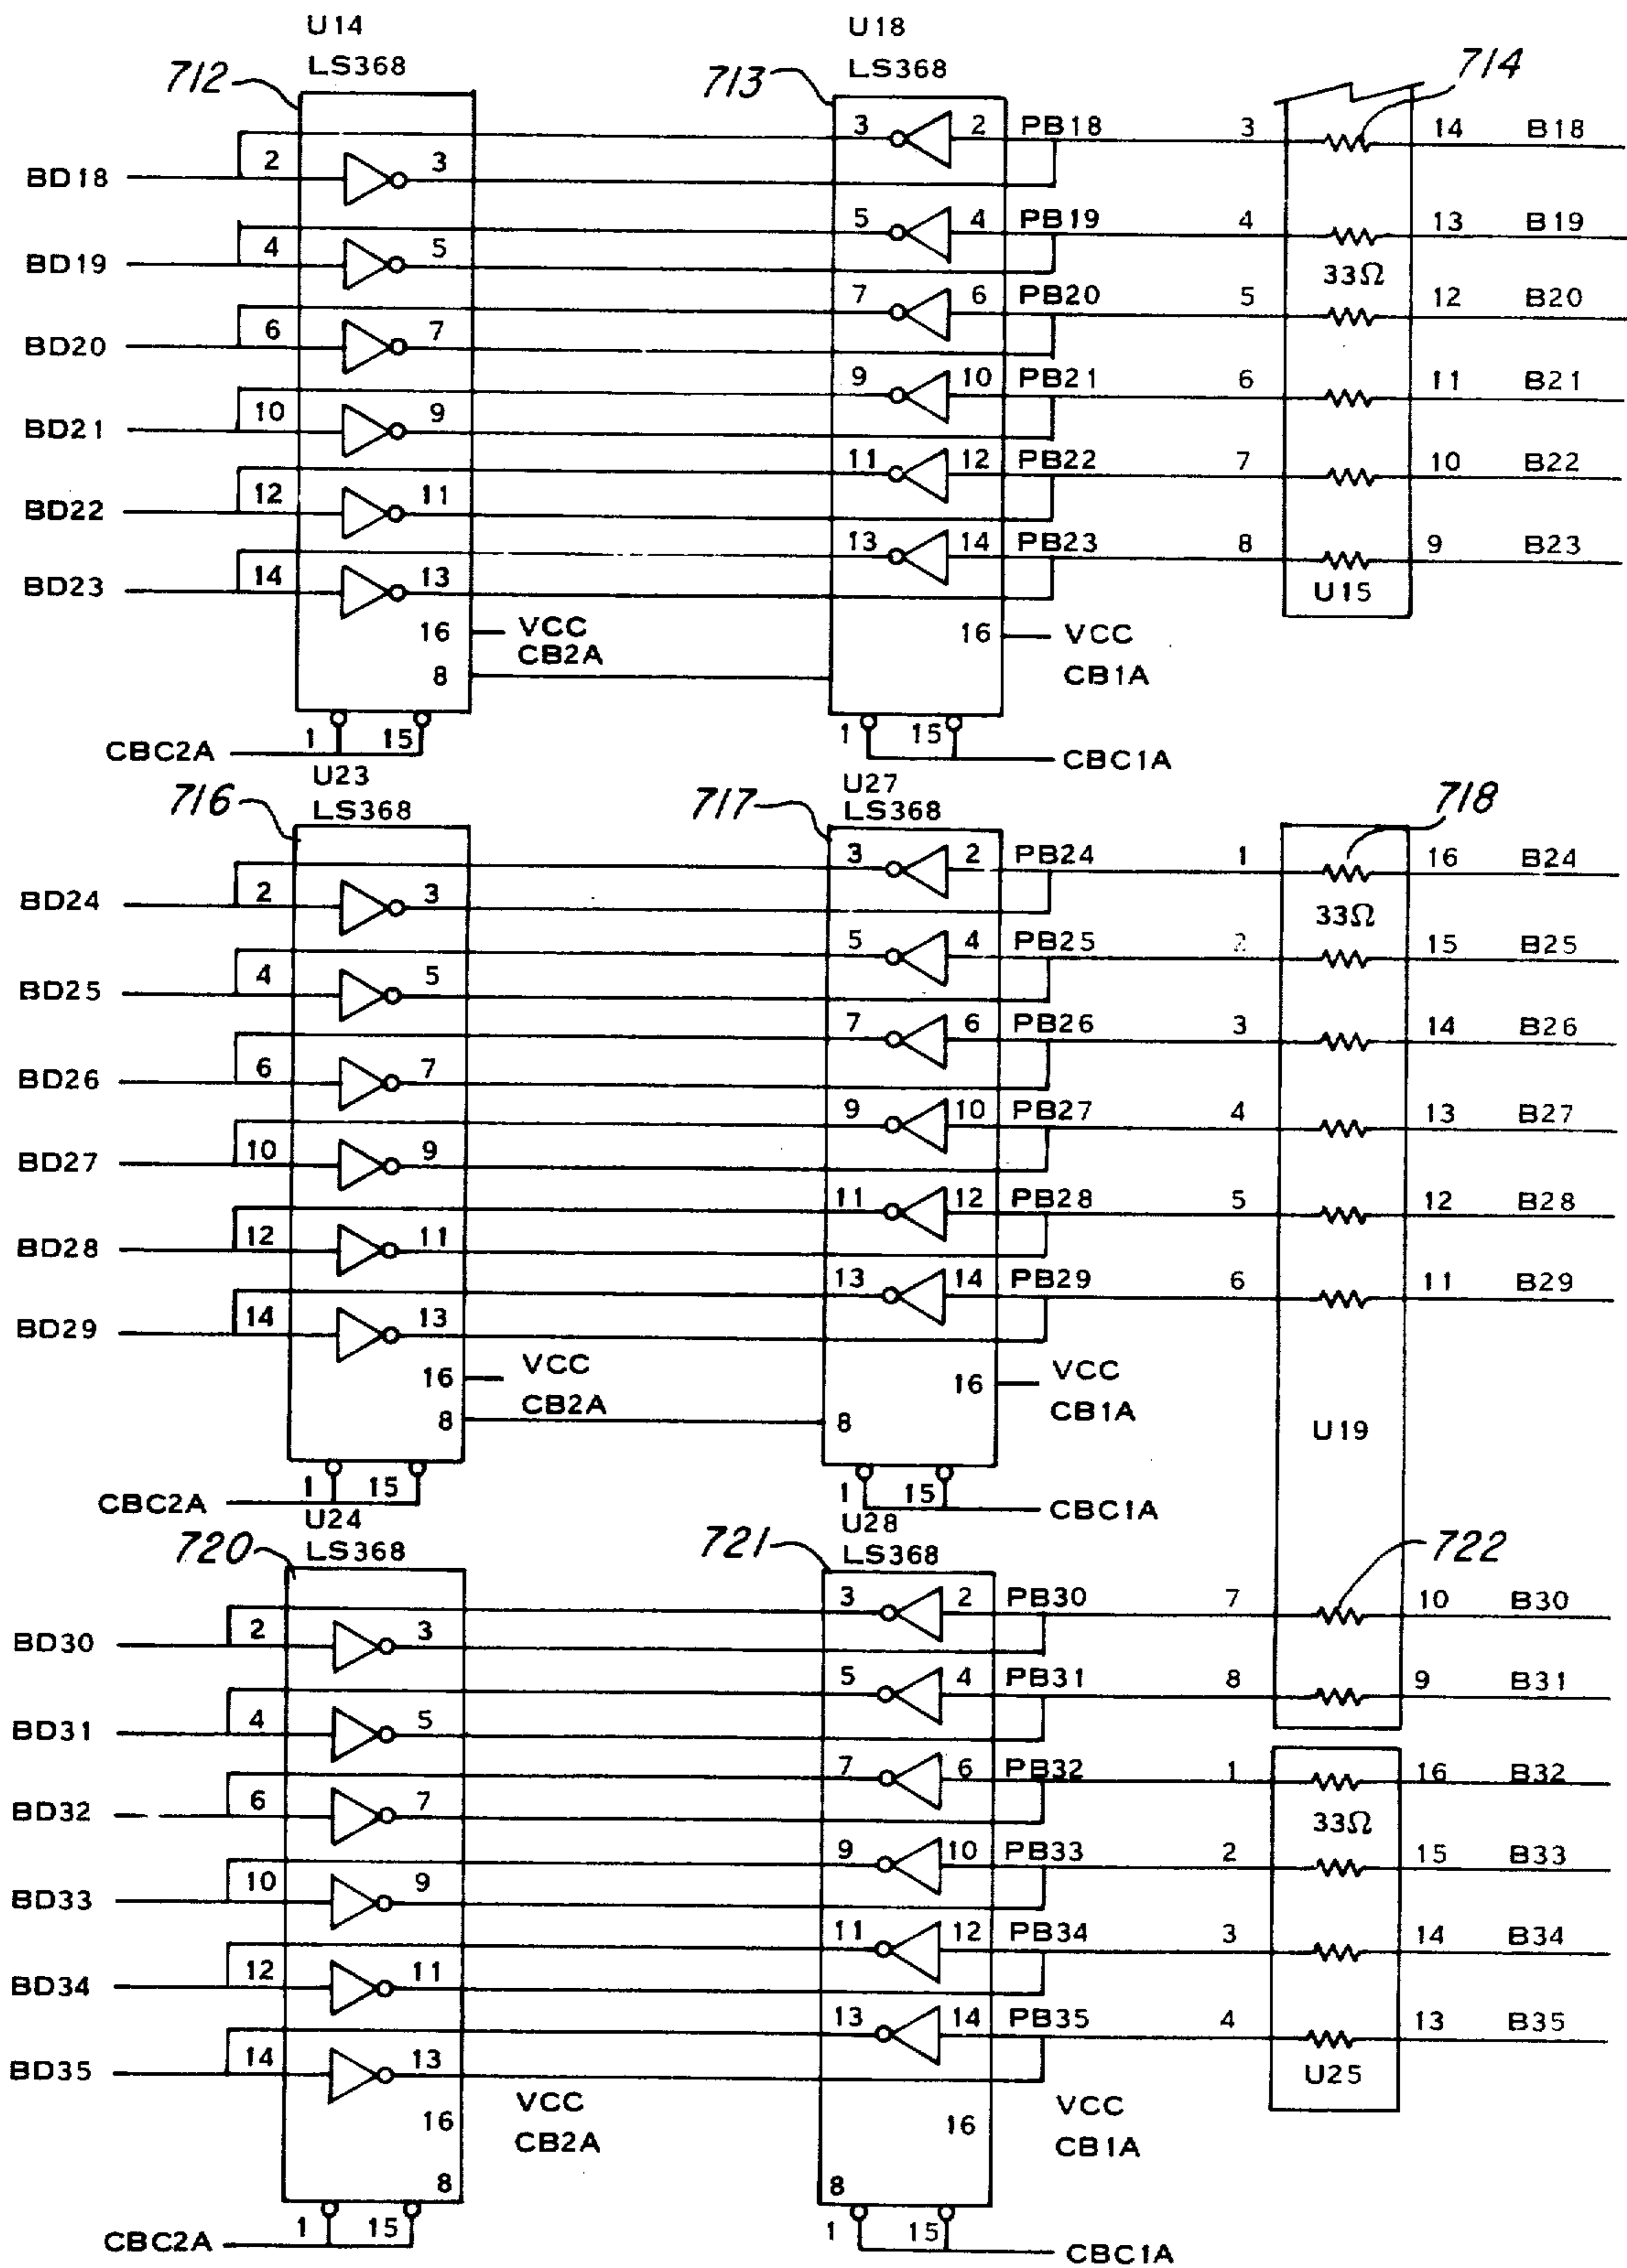 U14 U18
LS368 LS368
712 713 714
3 2 PB18 3 14 B18
BD18 2 3
5 4 PB19 4 13 B19
BD19 4 5
33Ω
7 6 PB20 5 12 B20
BD20 6 7
9 10 PB21 6 11 B21
BD21 10 9
11 12 PB22 7 10 B22
BD22 12 11
13 14 PB23 8 9 B23
BD23 14 13 U15
16 VCC 16 VCC
CB2A CB1A
8
CBC2A 1 15 1 15 CBC1A
U23 U27
LS368 LS368
716 717 718
3 2 PB24 1 16 B24
BD24 2 3
33Ω
5 4 PB25 2 15 B25
BD25 4 5
7 6 PB26 3 14 B26
BD26 6 7
9 10 PB27 4 13 B27
BD27 10 9
11 12 PB28 5 12 B28
BD28 12 11
13 14 PB29 6 11 B29
BD29 14 13
16 VCC 16 VCC
CB2A CB1A
8 8 U19
CBC2A 1 15 1 15 CBC1A
U24 U28
LS368 LS368
720 721 722
3 2 PB30 7 10 B30
BD30 2 3
5 4 PB31 8 9 B31
BD31 4 5
7 6 PB32 1 16 B32
BD32 6 7
33Ω
9 10 PB33 2 15 B33
BD33 10 9
11 12 PB34 3 14 B34
BD34 12 11
13 14 PB35 4 13 B35
BD35 14 13 U25
VCC VCC
16 16
CB2A CB1A
8 8
CBC2A 1 15 1 15 CBC1A